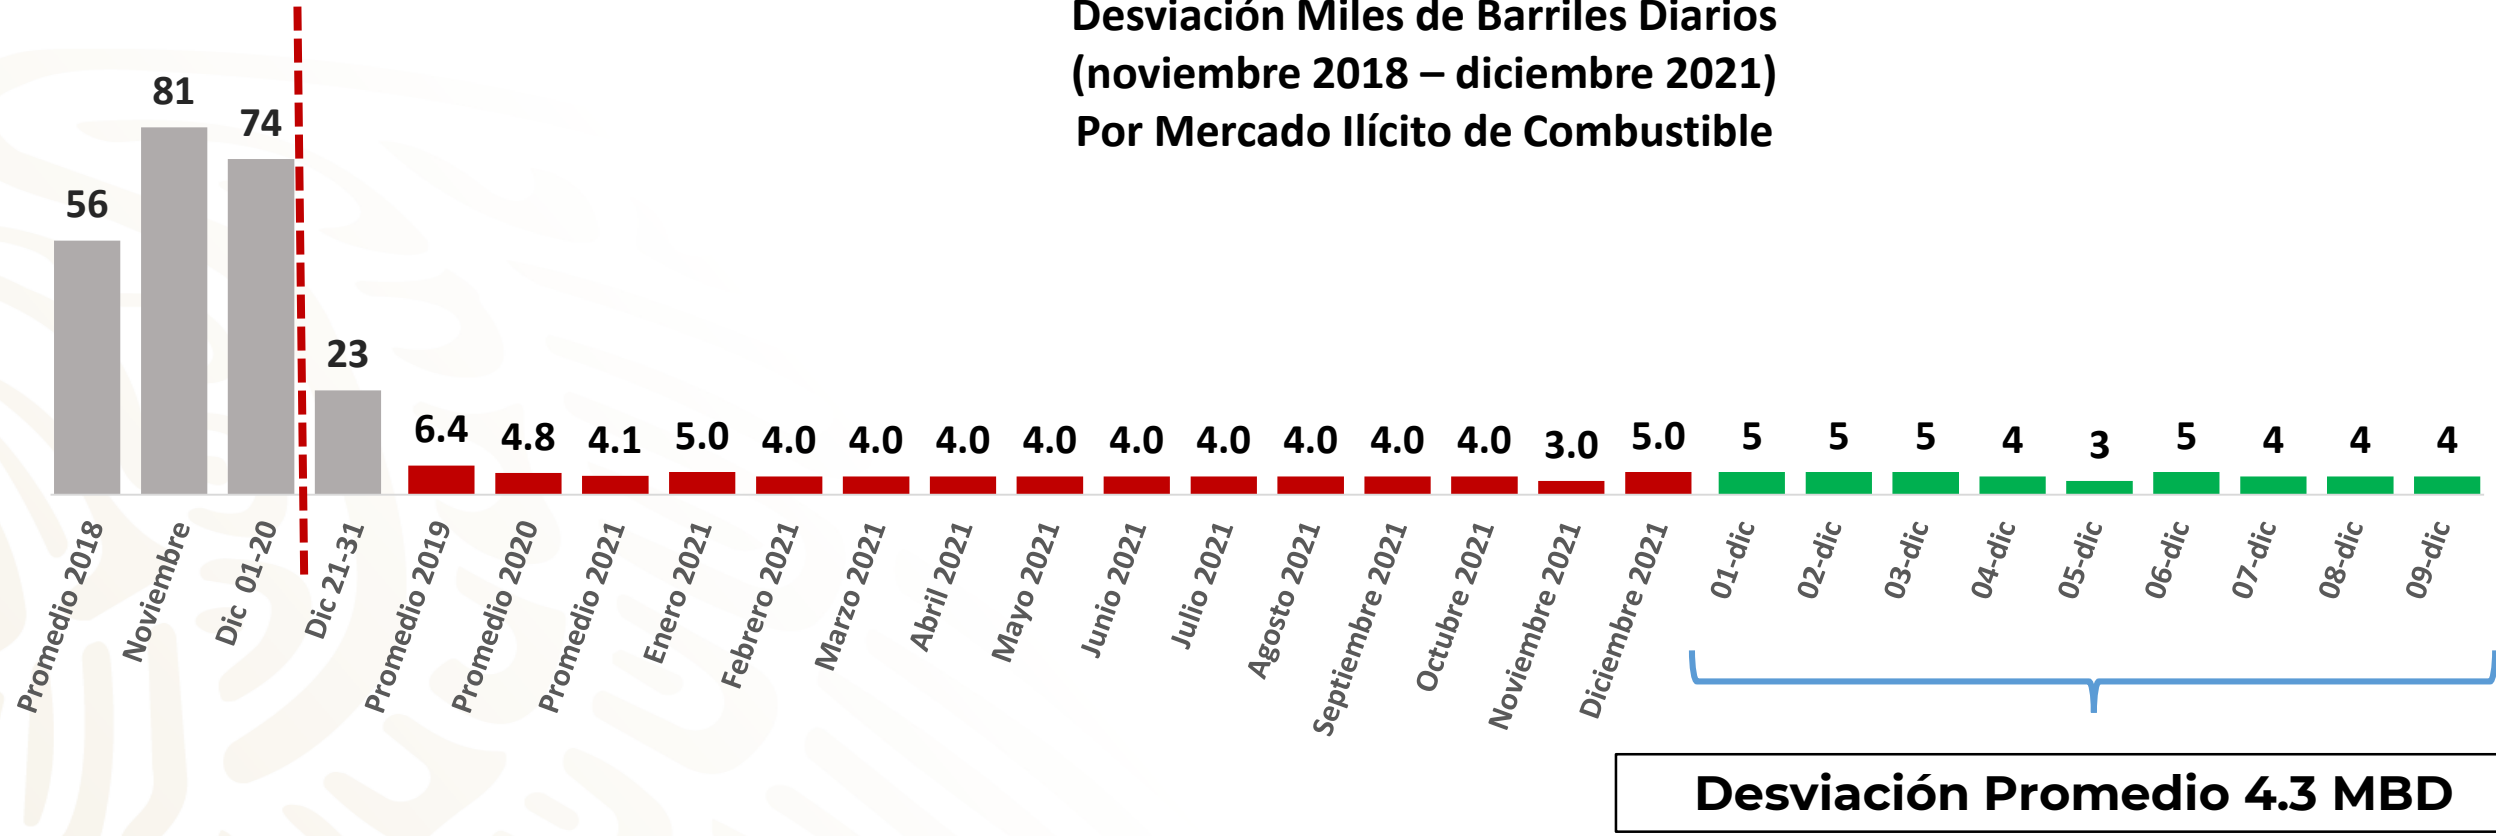 Desviación Miles de Barriles Diarios
(noviembre 2018 – diciembre 2021)
Por Mercado Ilícito de Combustible
56
81
74
23
6.4
4.8
4.1
5.0
4.0
4.0
4.0
4.0
4.0
4.0
4.0
4.0
4.0
3.0
5.0
5
5
5
4
3
5
4
4
4
Promedio 2018
Noviembre
Dic 01-20
Dic 21-31
Promedio 2019
Promedio 2020
Promedio 2021
Enero 2021
Febrero 2021
Marzo 2021
Abril 2021
Mayo 2021
Junio 2021
Julio 2021
Agosto 2021
Septiembre 2021
Octubre 2021
Noviembre 2021
Diciembre 2021
01-dic
02-dic
03-dic
04-dic
05-dic
06-dic
07-dic
08-dic
09-dic
Desviación Promedio 4.3 MBD